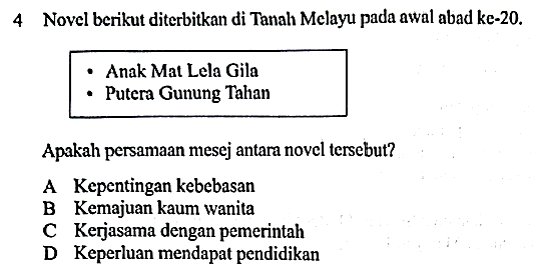 4 Novel berikut diterbitkan di Tanah Melayu pada awal abad ke-20.
• Anak Mat Lela Gila
• Putera Gunung Tahan
Apakah persamaan mesej antara novel tersebut?
A Kepentingan kebebasan
B Kemajuan kaum wanita
C Kerjasama dengan pemerintah
D Keperluan mendapat pendidikan